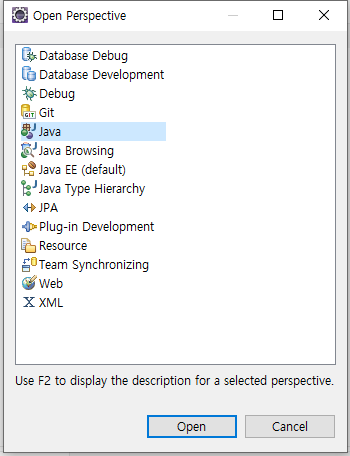 Open Perspective
Database Debug
Database Development
Debug
GIT Git
Java
Java Browsing
Java EE (default)
Java Type Hierarchy
JPA
Plug-in Development
Resource
Team Synchronizing
Web
X XML
Use F2 to display the description for a selected perspective.
Open Cancel